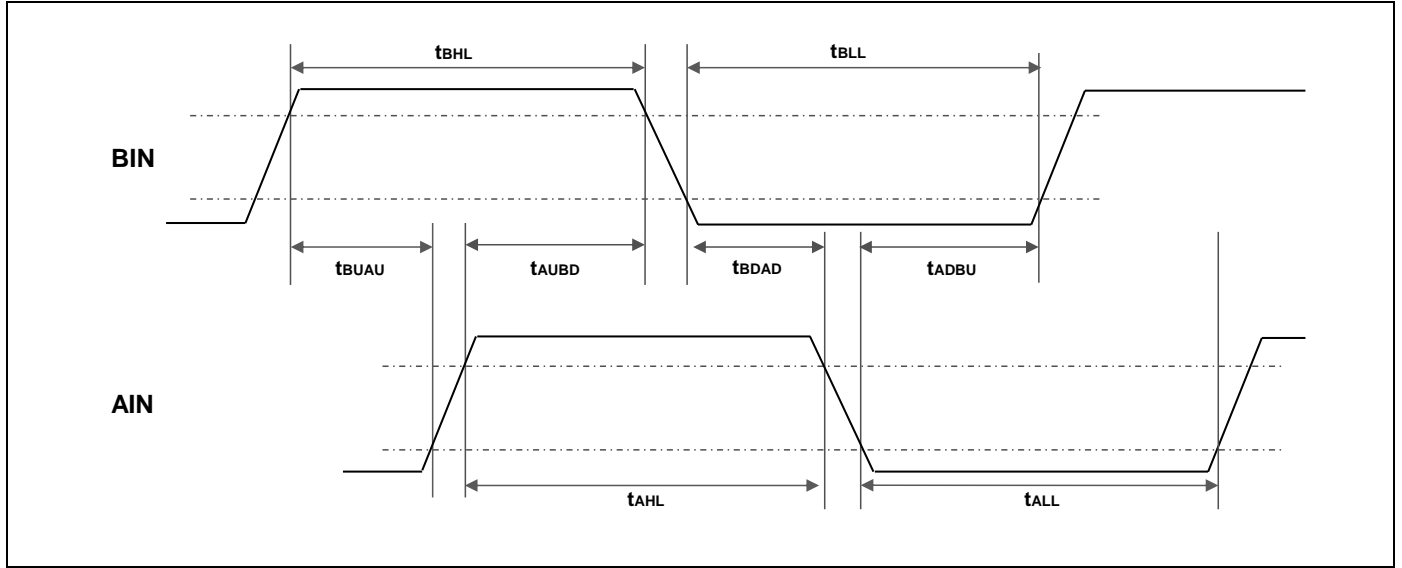 tBHL
tBLL
BIN
tBUAU
tAUBD
tBDAD
tADBU
AIN
tAHL
tALL